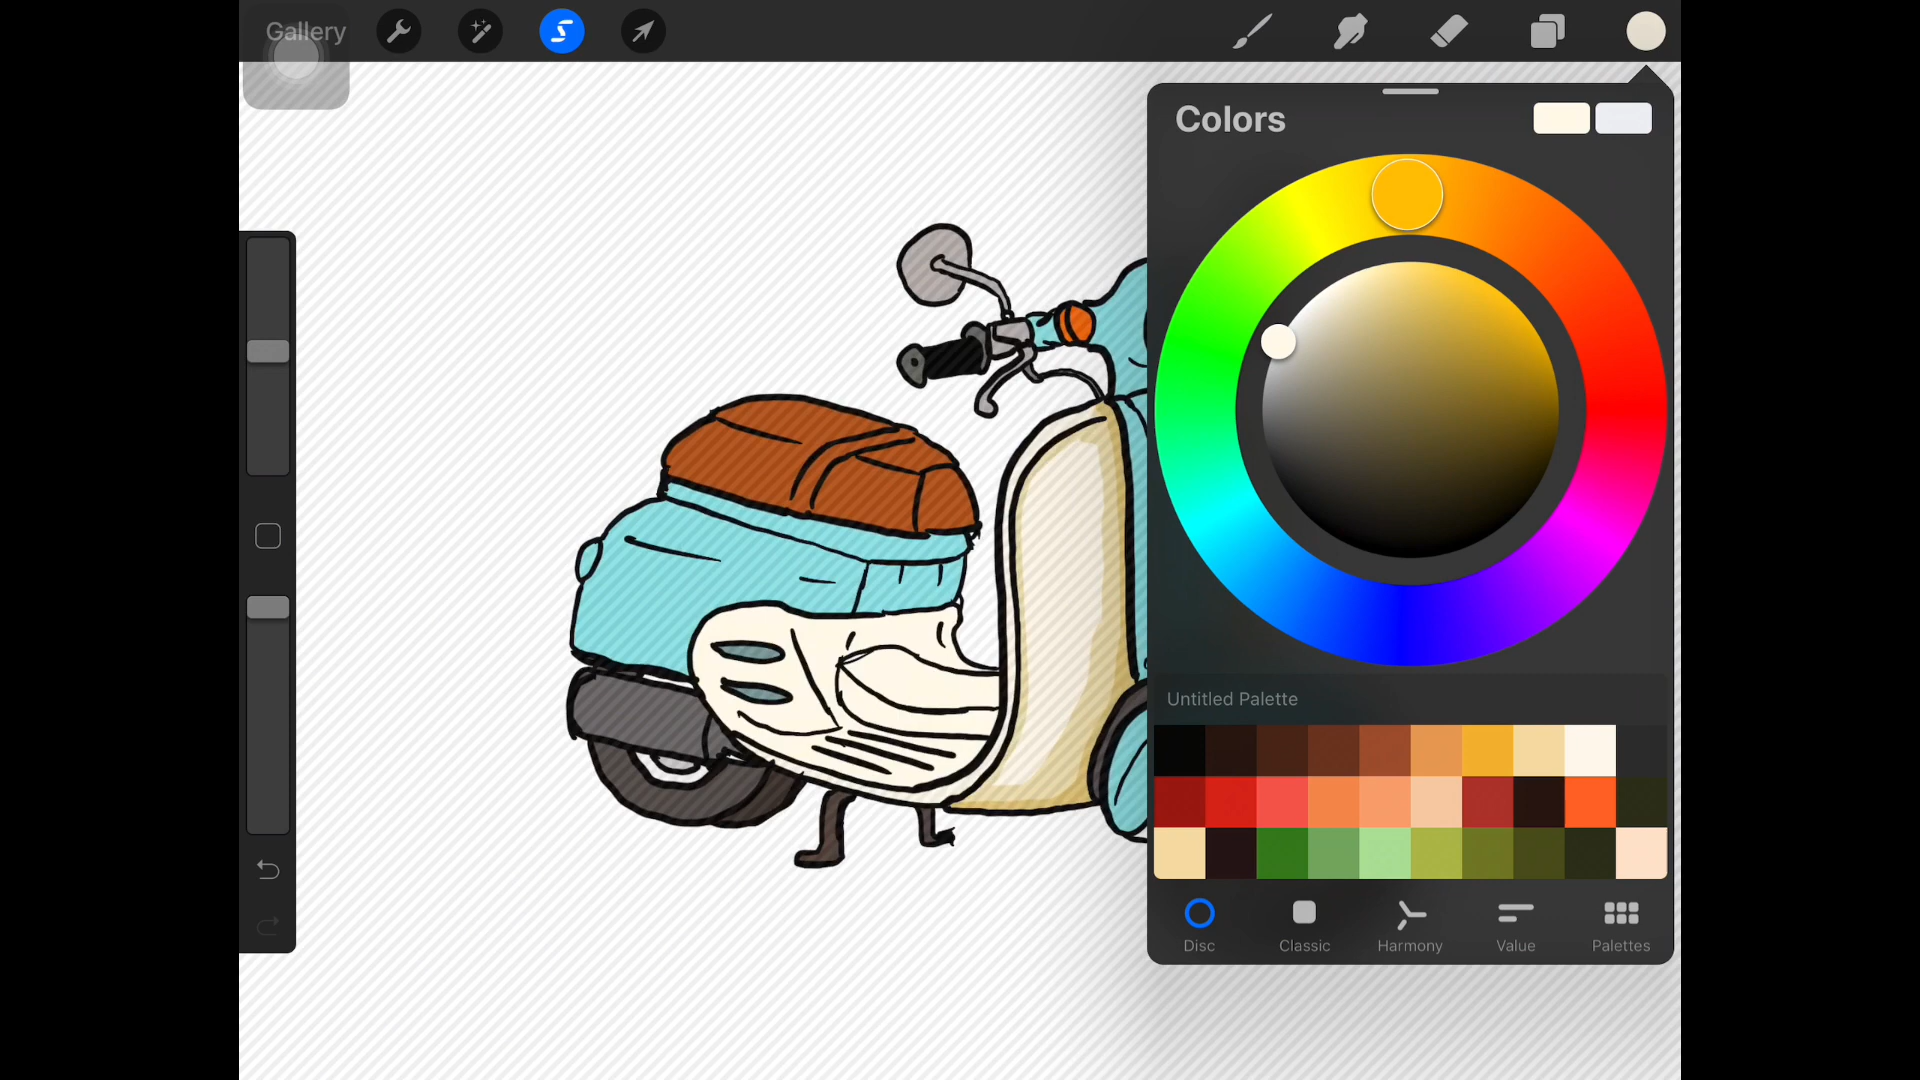 Gallery
Colors
Untitled Palette
Disc
Classic
Harmony
Value
Palettes